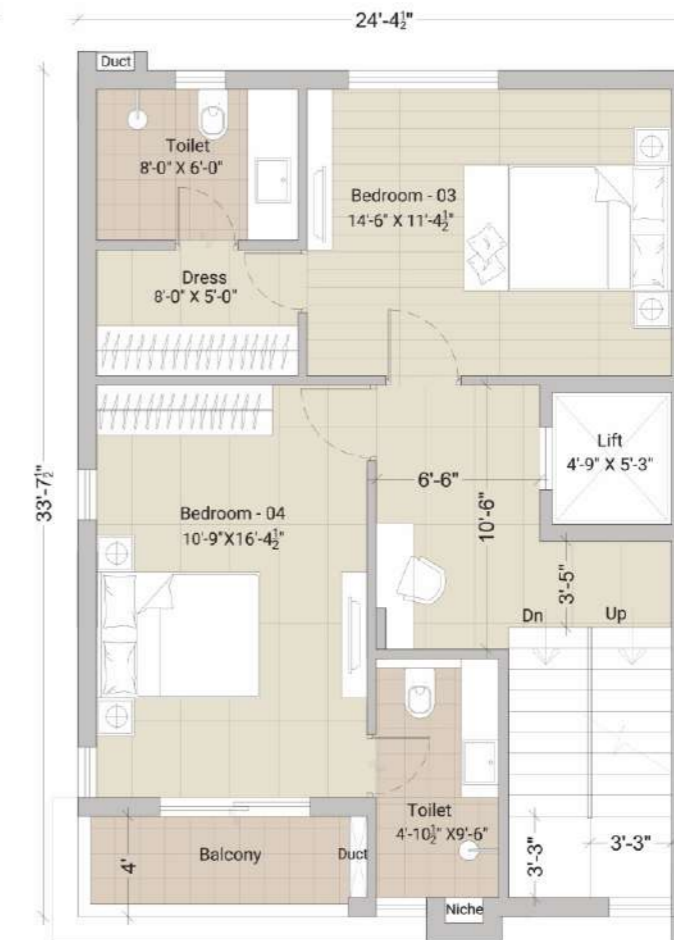 24'-4½"
Duct
Toilet
8'-0" X 6'-0"
Bedroom - 03
14'-6" X 11'-4½"
Dress
8'-0" X 5'-0"
33'-7½"
Lift
4'-9" X 5'-3"
6'-6"
10'-6"
Bedroom - 04
10'-9"X16'-4½"
3'-5"
Dn
Up
Toilet
4'-10½" X9'-6"
4'
Balcony
Duct
3'-3"
3'-3"
Niche